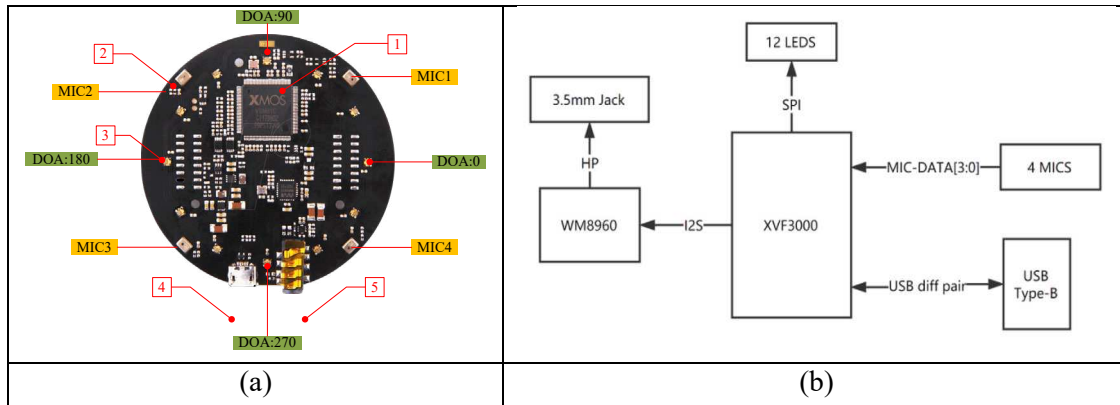 DOA:90
2
1
MIC1
MIC2
XMOS
3
DOA:180
DOA:0
MIC3
MIC4
4
5
DOA:270
(a)
12 LEDS
3.5mm Jack
SPI
HP
MIC-DATA[3:0]
4 MICS
WM8960
I2S
XVF3000
USB diff pair
USB
Type-B
(b)